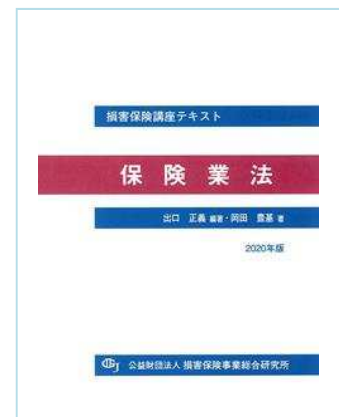 損害保険講座テキスト
保険業法
出口 正義 編著・岡田 豊基 著
2020年版
公益財団法人 損害保険事業総合研究所